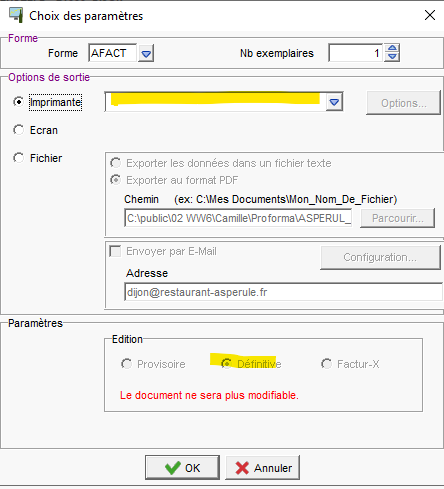 Choix des paramètres
Forme
Forme AFACT Nb exemplaires 1
Options de sortie
Imprimante Options...
Ecran
Fichier
Exporter les données dans un fichier texte
Exporter au format PDF
Chemin (ex: C:\Mes Documents\Mon_Nom_De_Fichier)
C:\public\02 WW6\Camille\Proforma\ASPERUL_ Parcourir...
Envoyer par E-Mail Configuration...
Adresse
dijon@restaurant-asperule.fr
Paramètres
Edition
Provisoire Définitive Factur-X
Le document ne sera plus modifiable.
OK Annuler